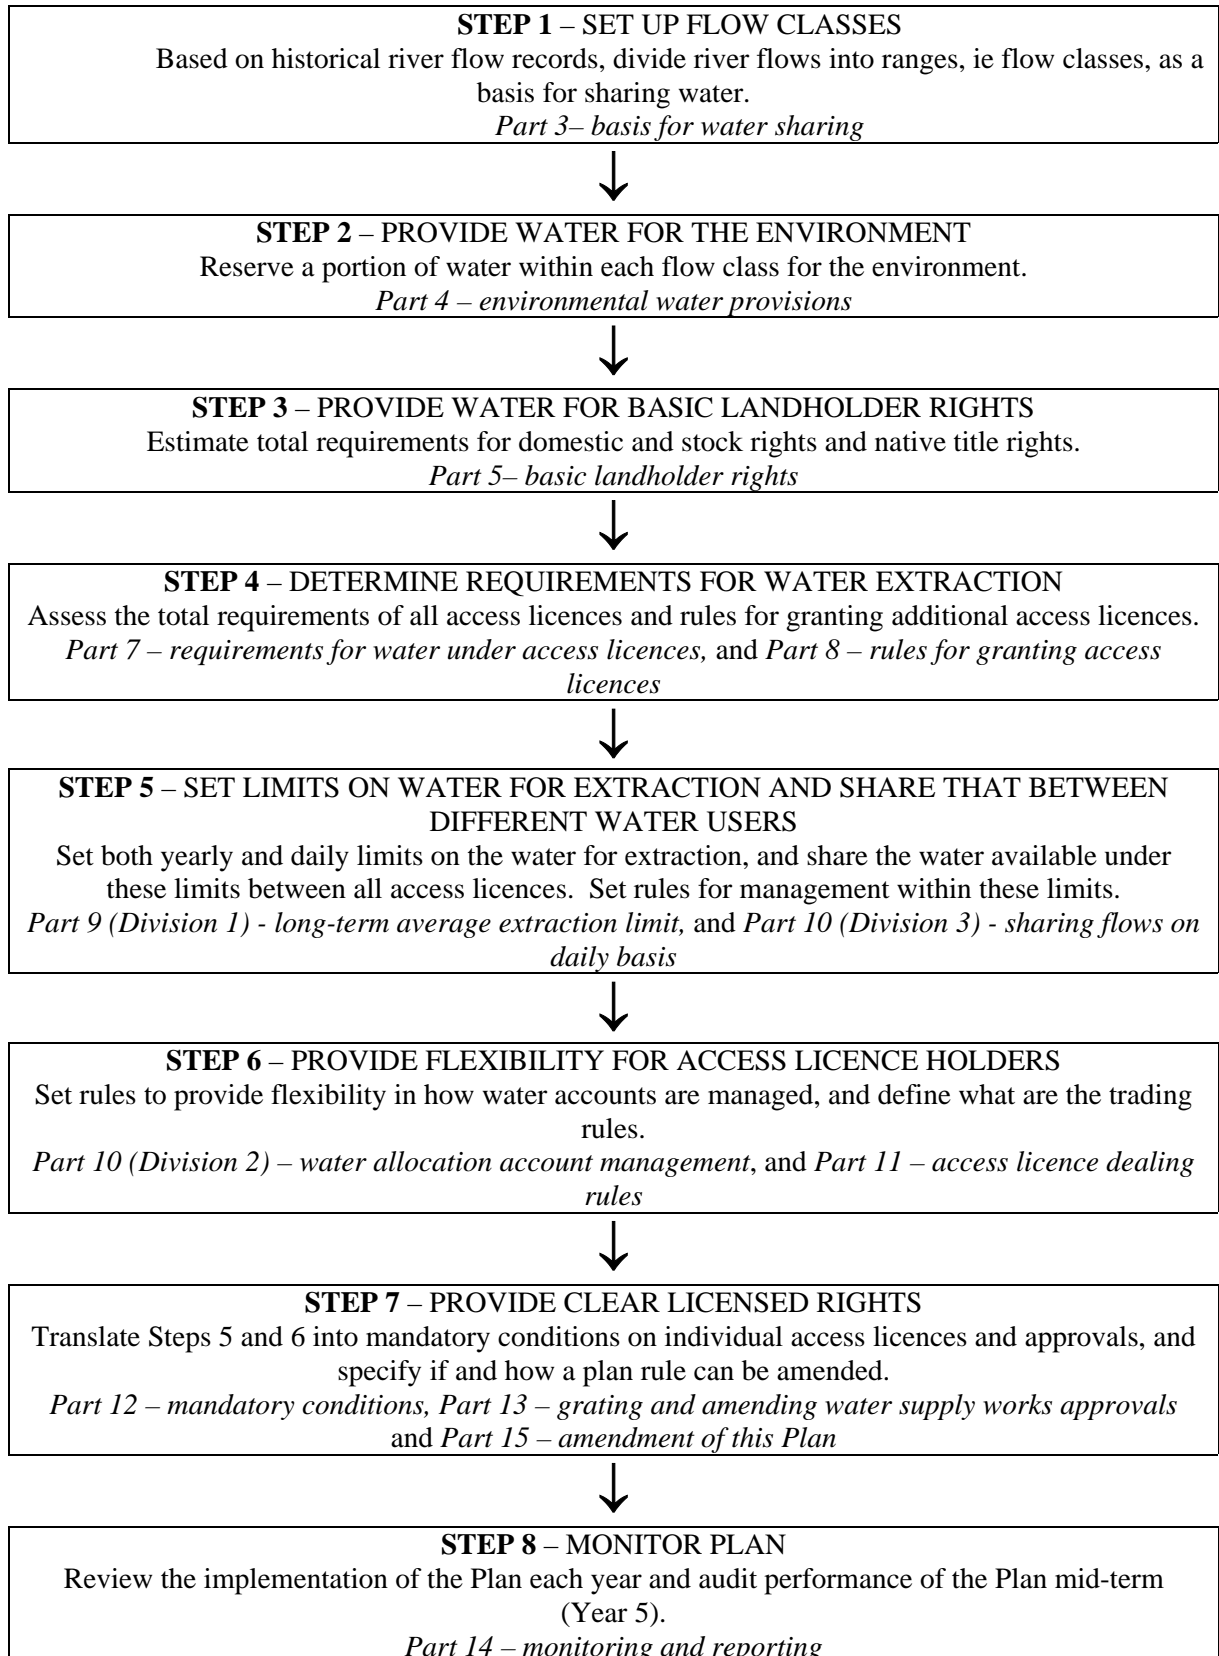 STEP 1 – SET UP FLOW CLASSES
Based on historical river flow records, divide river flows into ranges, ie flow classes, as a
basis for sharing water.
Part 3– basis for water sharing
STEP 2 – PROVIDE WATER FOR THE ENVIRONMENT
Reserve a portion of water within each flow class for the environment.
Part 4 – environmental water provisions
STEP 3 – PROVIDE WATER FOR BASIC LANDHOLDER RIGHTS
Estimate total requirements for domestic and stock rights and native title rights.
Part 5– basic landholder rights
STEP 4 – DETERMINE REQUIREMENTS FOR WATER EXTRACTION
Assess the total requirements of all access licences and rules for granting additional access licences.
Part 7 – requirements for water under access licences, and Part 8 – rules for granting access
licences
STEP 5 – SET LIMITS ON WATER FOR EXTRACTION AND SHARE THAT BETWEEN
DIFFERENT WATER USERS
Set both yearly and daily limits on the water for extraction, and share the water available under
these limits between all access licences. Set rules for management within these limits.
Part 9 (Division 1) - long-term average extraction limit, and Part 10 (Division 3) - sharing flows on
daily basis
STEP 6 – PROVIDE FLEXIBILITY FOR ACCESS LICENCE HOLDERS
Set rules to provide flexibility in how water accounts are managed, and define what are the trading
rules.
Part 10 (Division 2) – water allocation account management, and Part 11 – access licence dealing
rules
STEP 7 – PROVIDE CLEAR LICENSED RIGHTS
Translate Steps 5 and 6 into mandatory conditions on individual access licences and approvals, and
specify if and how a plan rule can be amended.
Part 12 – mandatory conditions, Part 13 – grating and amending water supply works approvals
and Part 15 – amendment of this Plan
STEP 8 – MONITOR PLAN
Review the implementation of the Plan each year and audit performance of the Plan mid-term
(Year 5).
Part 14 – monitoring and reporting